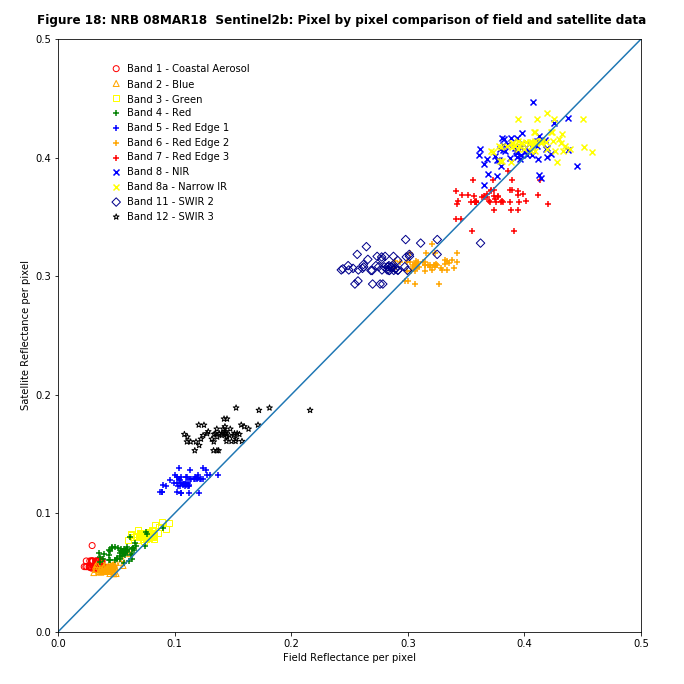 Figure 18: NRB 08MAR18  Sentinel2b: Pixel by pixel comparison of field and satellite data
0.5
Band 1 - Coastal Aerosol
Band 2 - Blue
Band 3 - Green
Band 4 - Red
Band 5 - Red Edge 1
Band 6 - Red Edge 2
Band 7 - Red Edge 3
Band 8 - NIR
Band 8a - Narrow IR
Band 11 - SWIR 2
Band 12 - SWIR 3
0.4
0.3
0.2
0.1
0.0
Satellite Reflectance per pixel
0.0 0.1 0.2 0.3 0.4 0.5
Field Reflectance per pixel